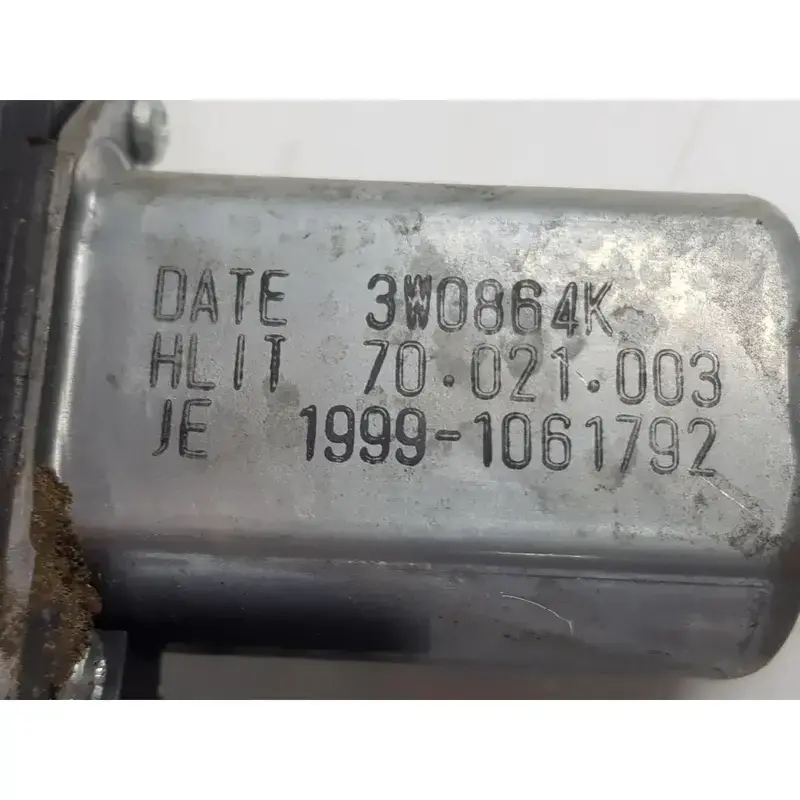 DATE 3W0864K
HLIT 70.021.003
JE 1999-1061792